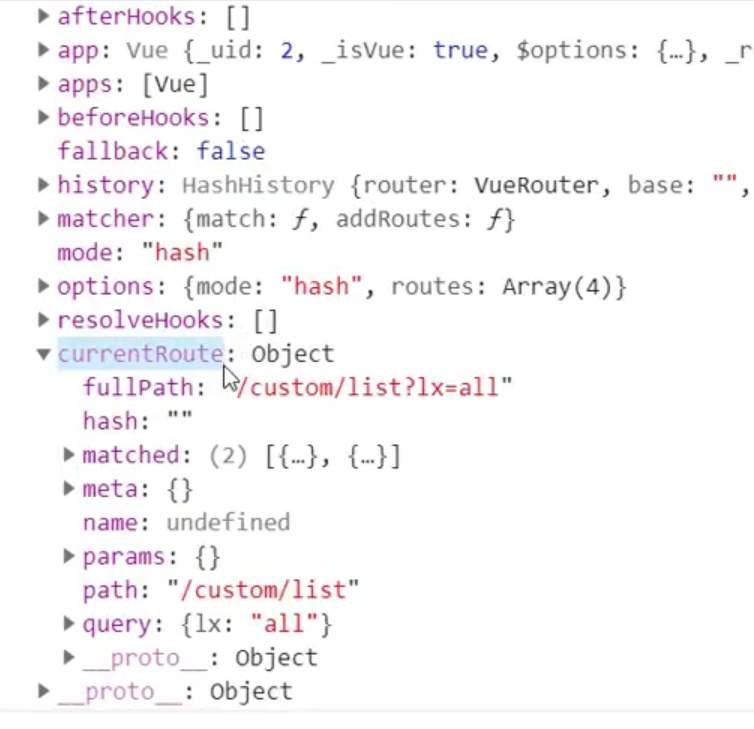 afterHooks: []
app: Vue {_uid: 2, _isVue: true, $options: {…}, _r
apps: [Vue]
beforeHooks: []
fallback: false
history: HashHistory {router: VueRouter, base: "",
matcher: {match: ƒ, addRoutes: ƒ}
mode: "hash"
options: {mode: "hash", routes: Array(4)}
resolveHooks: []
currentRoute: Object
fullPath: "/custom/list?lx=all"
hash: ""
matched: (2) [{…}, {…}]
meta: {}
name: undefined
params: {}
path: "/custom/list"
query: {lx: "all"}
__proto__: Object
__proto__: Object